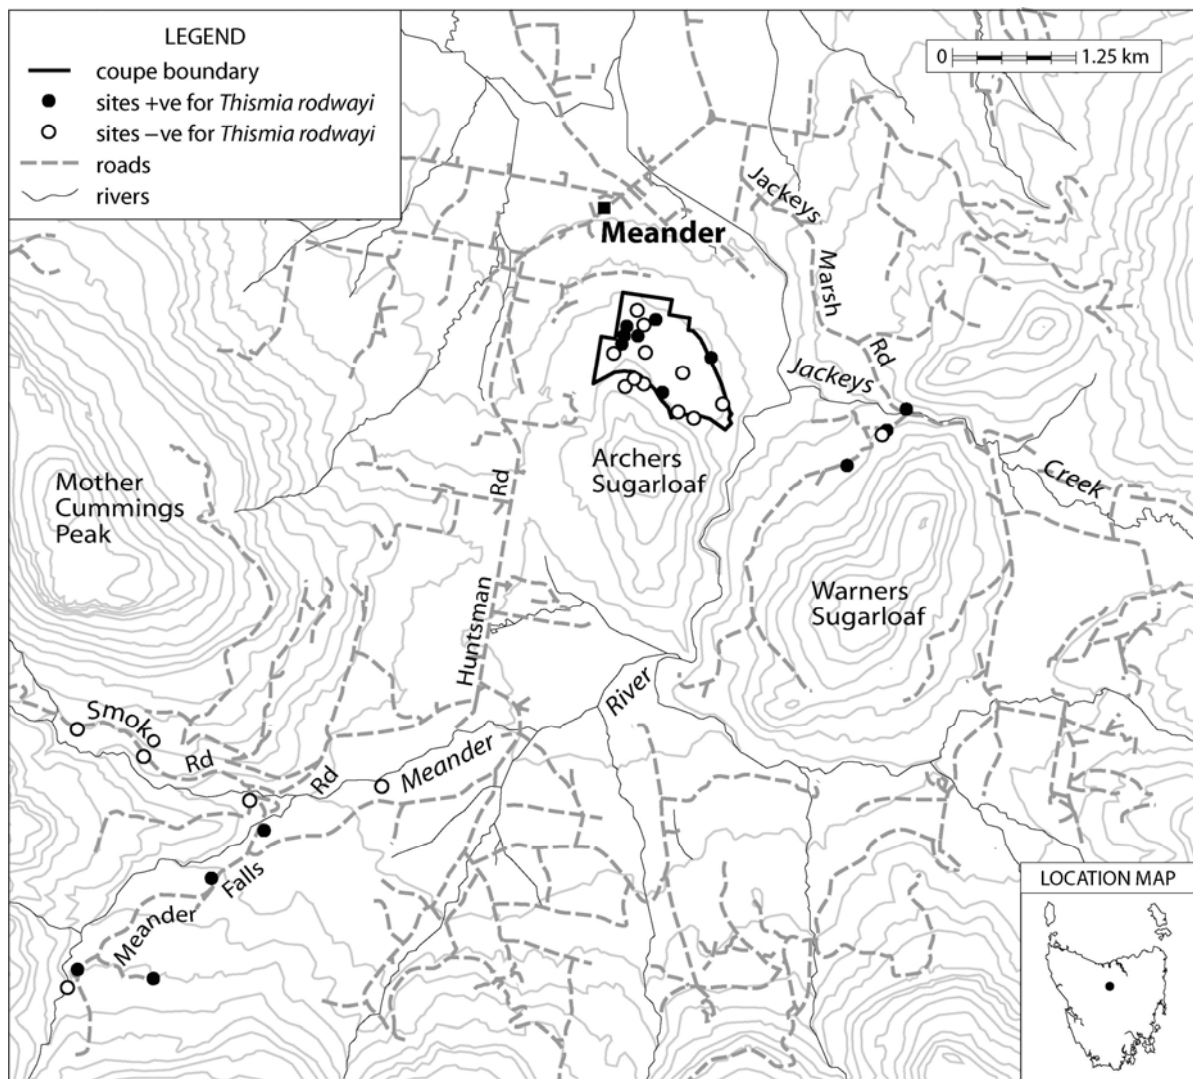 LEGEND
coupe boundary
sites +ve for Thismia rodwayi
sites –ve for Thismia rodwayi
roads
rivers
0 1.25 km
Jackeys
Marsh
Rd
Meander
Jackeys
Creek
Archers
Sugarloaf
Mother
Cummings
Peak
Rd
Huntsman
Warners
Sugarloaf
River
Meander
Smoko
Rd
Rd
Falls
Meander
LOCATION MAP